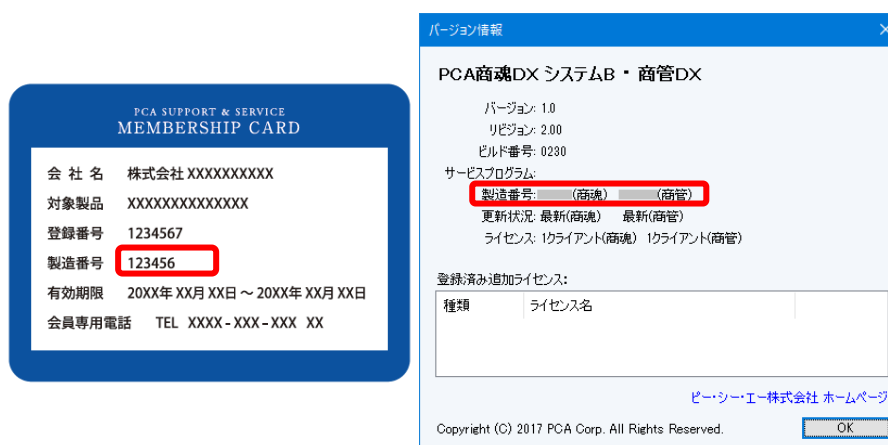 PCA SUPPORT & SERVICE
MEMBERSHIP CARD
会 社 名 株式会社 XXXXXXXXXX
対象製品 XXXXXXXXXXXXXX
登録番号 1234567
製造番号 123456
有効期限 20XX年 XX月 XX日 ～ 20XX年 XX月 XX日
会員専用電話 TEL XXXX - XXX - XXX XX
バージョン情報
PCA商魂DX システムB ・ 商管DX
バージョン: 1.0
リビジョン: 2.00
ビルド番号: 0230
サービスプログラム:
製造番号: (商魂) (商管)
更新状況: 最新(商魂) 最新(商管)
ライセンス: 1クライアント(商魂) 1クライアント(商管)
登録済み追加ライセンス:
種類 ライセンス名
ピー・シー・エー株式会社 ホームページ
Copyright (C) 2017 PCA Corp. All Rights Reserved.
OK